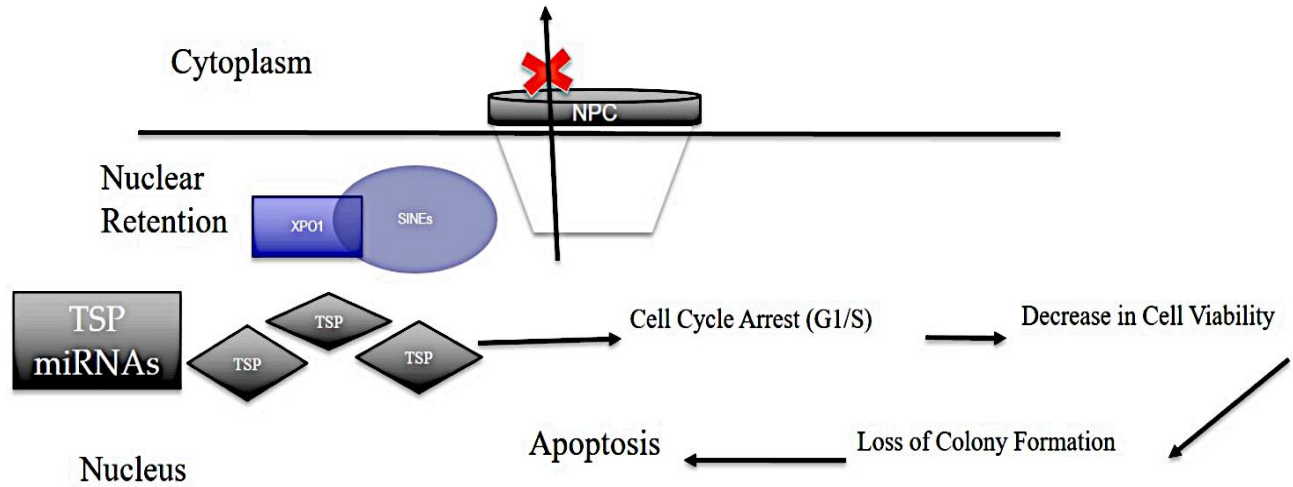 Cytoplasm
NPC
Nuclear
Retention
XPO1
SINEs
TSP
miRNAs
TSP
TSP
TSP
Cell Cycle Arrest (G1/S)
Decrease in Cell Viability
Loss of Colony Formation
Apoptosis
Nucleus